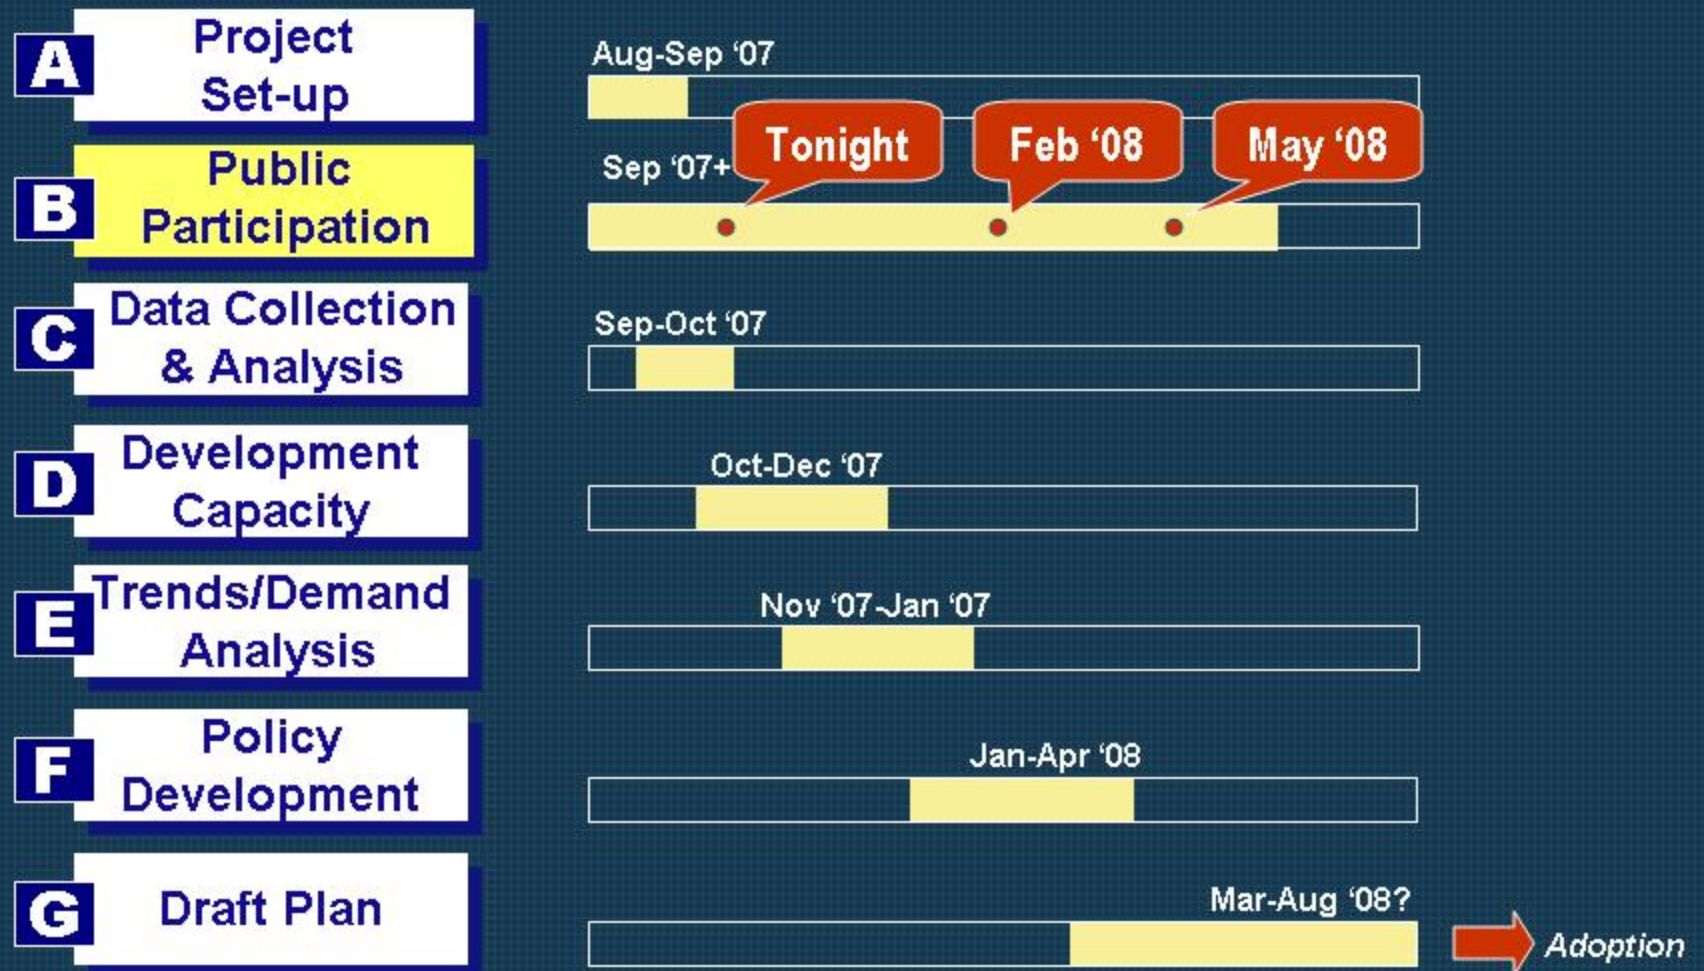 A
Project
Set-up
Aug-Sep ‘07
B
Public
Participation
Sep ‘07+
Tonight
Feb ‘08
May ‘08
C
Data Collection
& Analysis
Sep-Oct ‘07
D
Development
Capacity
Oct-Dec ‘07
E
Trends/Demand
Analysis
Nov ‘07-Jan ‘07
F
Policy
Development
Jan-Apr ‘08
G
Draft Plan
Mar-Aug ‘08?
Adoption